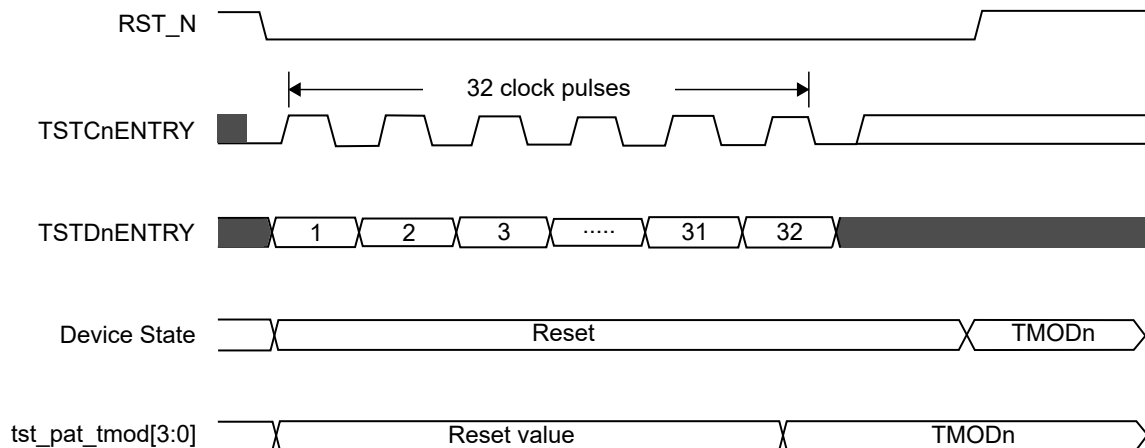 RST_N
32 clock pulses
TSTCnENTRY
TSTDnENTRY 1 2 3 ..... 31 32
Device State Reset TMODn
tst_pat_tmod[3:0] Reset value TMODn